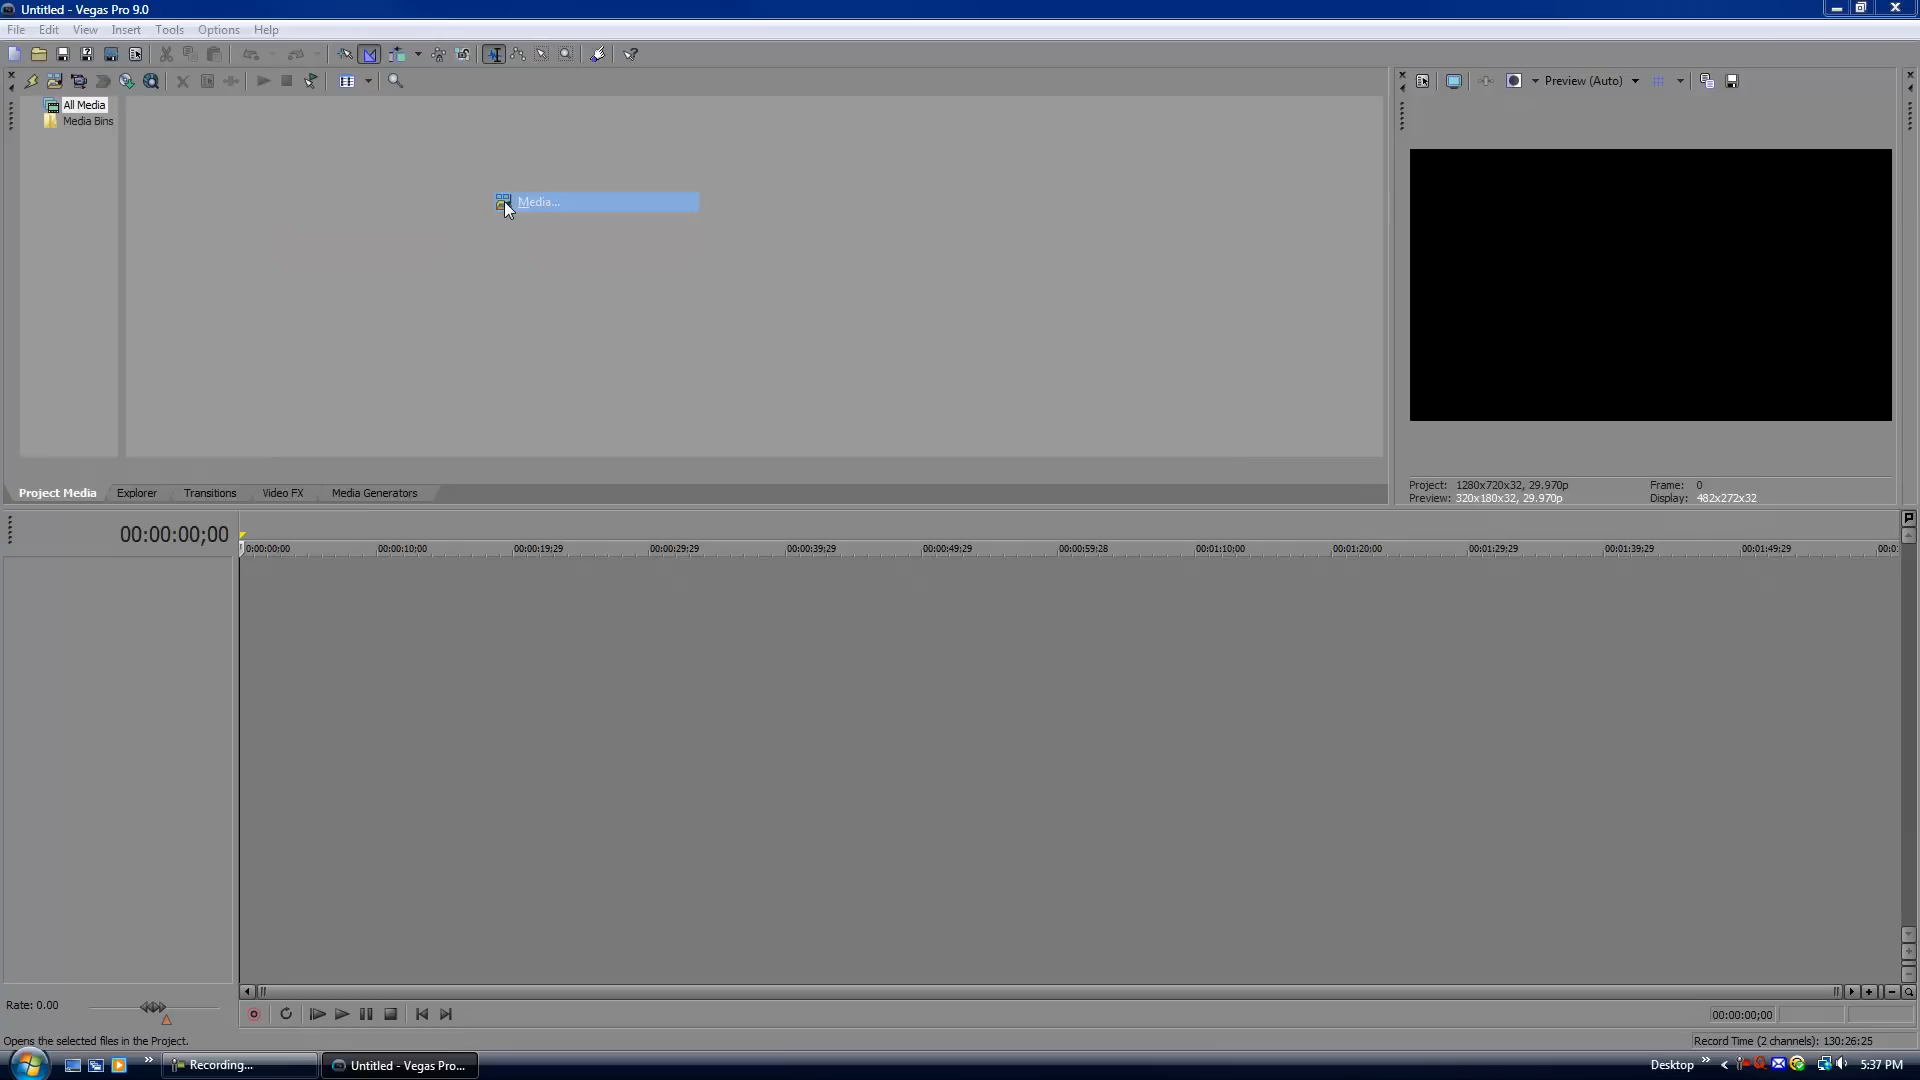 Untitled - Vegas Pro 9.0
File Edit View Insert Tools Options Help
Preview (Auto)
All Media
Media Bins
Media...
Project: 1280x720x32, 29.970p Frame: 0
Preview: 320x180x32, 29.970p Display: 482x272x32
Project Media Explorer Transitions Video FX Media Generators
00:00:00;00
0:00:00:00 00:00:10:00 00:00:19:29 00:00:29:29 00:00:39:29 00:00:49:29 00:00:59:28 00:01:10:00 00:01:20:00 00:01:29:29 00:01:39:29 00:01:49:29 00:0
Rate: 0.00
00:00:00;00
Opens the selected files in the Project.
Record Time (2 channels): 130:26:25
Recording... Untitled - Vegas Pro... Desktop 5:37 PM